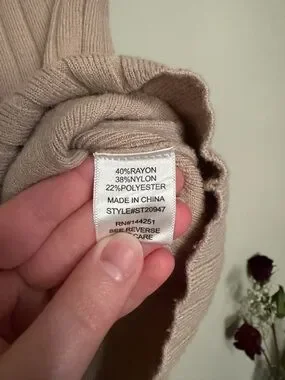 40%RAYON
38%NYLON
22%POLYESTER
MADE IN CHINA
STYLE#ST20947
RN#144251
SEE REVERSE
CARE